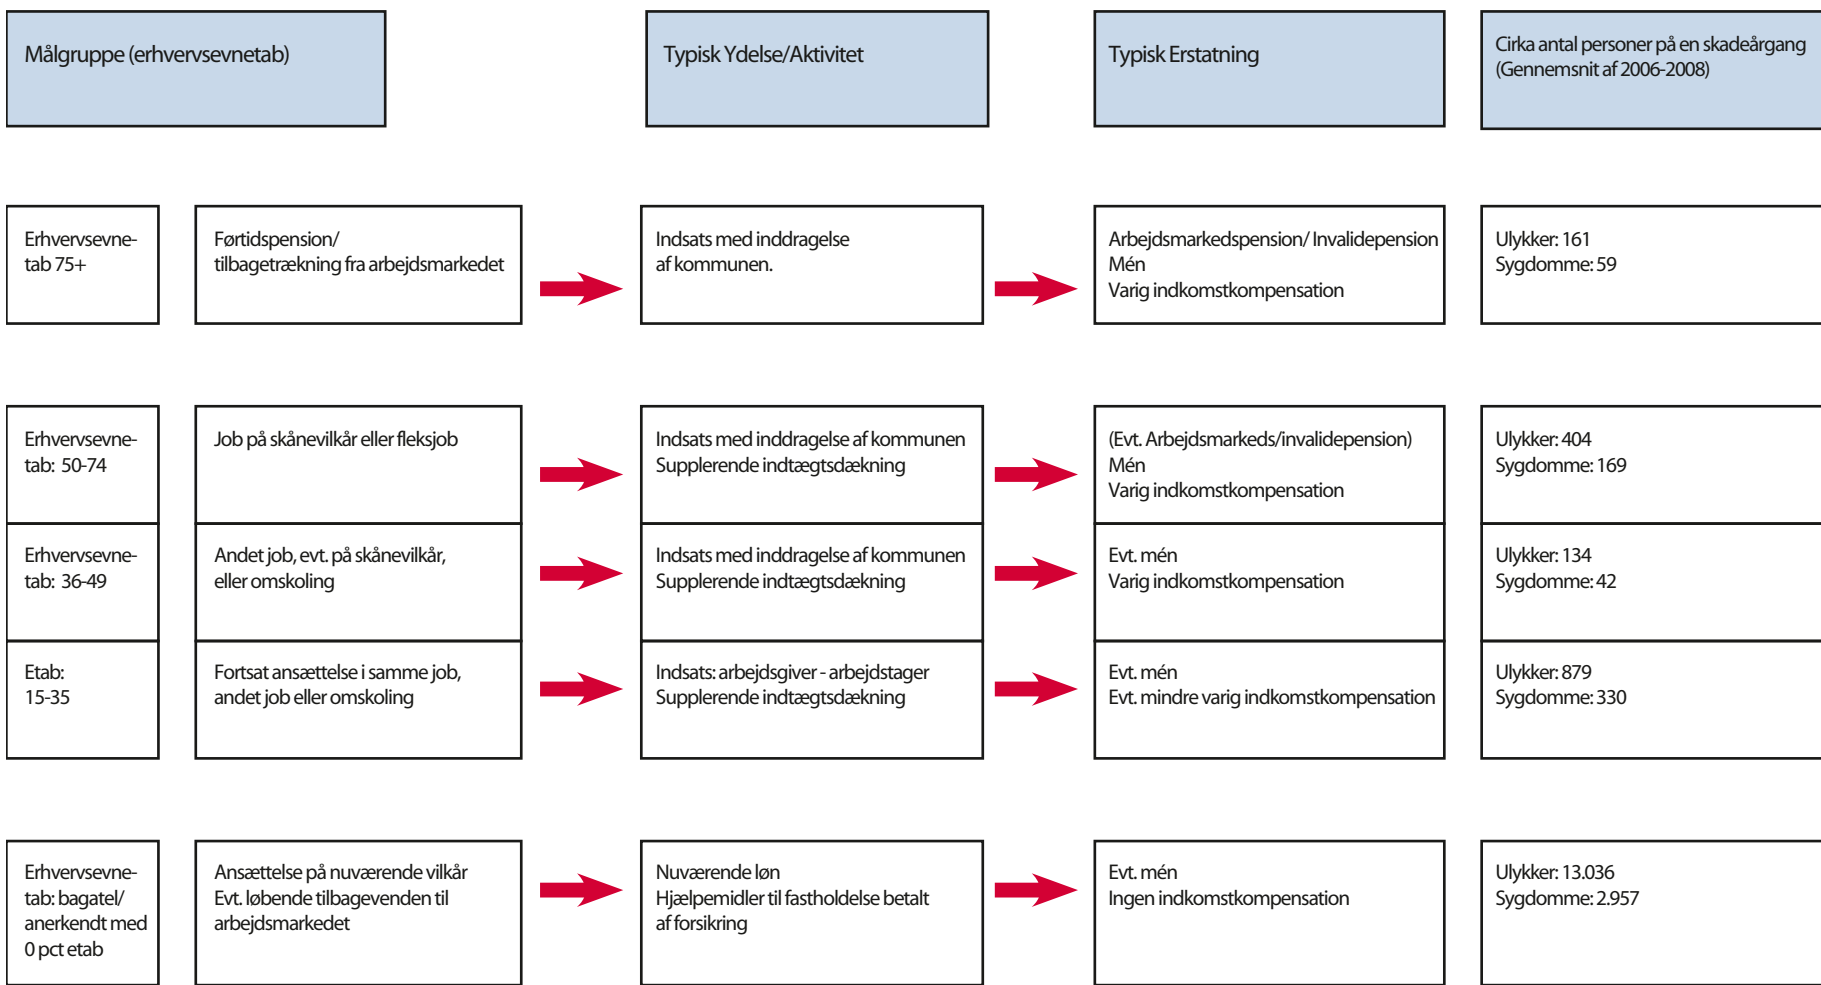 Målgruppe (erhvervsevnetab)
Typisk Ydelse/Aktivitet
Typisk Erstatning
Cirka antal personer på en skadeårgang
(Gennemsnit af 2006-2008)
Erhvervsevne-
tab 75+
Førtidspension/
tilbagetrækning fra arbejdsmarkedet
Indsats med inddragelse
af kommunen.
Arbejdsmarkedspension/ Invalidepension
Mén
Varig indkomstkompensation
Ulykker: 161
Sygdomme: 59
Erhvervsevne-
tab: 50-74
Job på skånevilkår eller fleksjob
Indsats med inddragelse af kommunen
Supplerende indtægtsdækning
(Evt. Arbejdsmarkeds/invalidepension)
Mén
Varig indkomstkompensation
Ulykker: 404
Sygdomme: 169
Erhvervsevne-
tab: 36-49
Andet job, evt. på skånevilkår,
eller omskoling
Indsats med inddragelse af kommunen
Supplerende indtægtsdækning
Evt. mén
Varig indkomstkompensation
Ulykker: 134
Sygdomme: 42
Etab:
15-35
Fortsat ansættelse i samme job,
andet job eller omskoling
Indsats: arbejdsgiver - arbejdstager
Supplerende indtægtsdækning
Evt. mén
Evt. mindre varig indkomstkompensation
Ulykker: 879
Sygdomme: 330
Erhvervsevne-
tab: bagatel/
anerkendt med
0 pct etab
Ansættelse på nuværende vilkår
Evt. løbende tilbagevenden til
arbejdsmarkedet
Nuværende løn
Hjælpemidler til fastholdelse betalt
af forsikring
Evt. mén
Ingen indkomstkompensation
Ulykker: 13.036
Sygdomme: 2.957